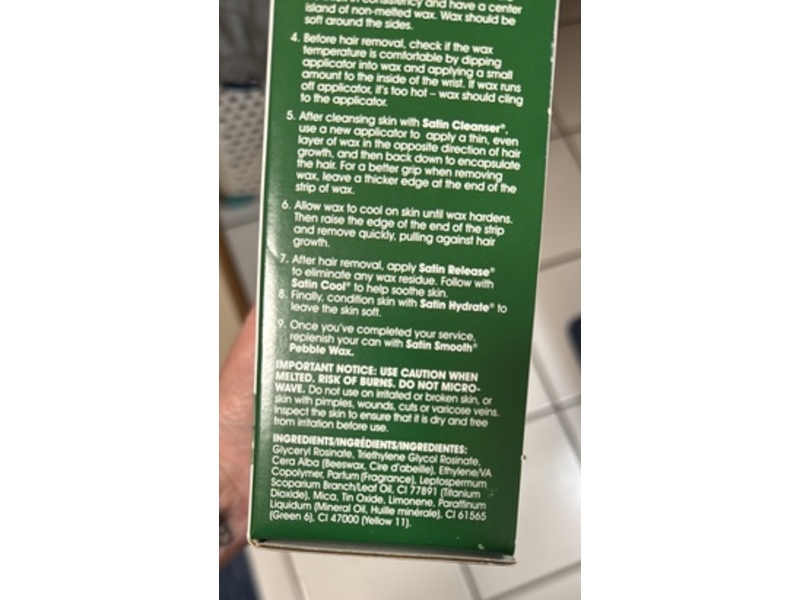 in consistency and have a center
island of non-melted wax. Wax should be
soft around the sides.
4. Before hair removal, check if the wax
temperature is comfortable by dipping
applicator into wax and applying a small
amount to the inside of the wrist. If wax runs
off applicator, it's too hot – wax should cling
to the applicator.
5. After cleansing skin with Satin Cleanser®,
use a new applicator to apply a thin, even
layer of wax in the opposite direction of hair
growth, and then back down to encapsulate
the hair. For a better grip when removing
wax, leave a thicker edge at the end of the
strip of wax.
6. Allow wax to cool on skin until wax hardens.
Then raise the edge of the end of the strip
and remove quickly, pulling against hair
growth.
7. After hair removal, apply Satin Release®
to eliminate any wax residue. Follow with
Satin Cool® to help soothe skin.
8. Finally, condition skin with Satin Hydrate® to
leave the skin soft.
9. Once you've completed your service,
replenish your can with Satin Smooth®
Pebble Wax.
IMPORTANT NOTICE: USE CAUTION WHEN
MELTED. RISK OF BURNS. DO NOT MICRO-
WAVE. Do not use on irritated or broken skin, or
skin with pimples, wounds, cuts or varicose veins.
Inspect the skin to ensure that it is dry and free
from irritation before use.
INGREDIENTS/INGRÉDIENTS/INGREDIENTES:
Glyceryl Rosinate, Triethylene Glycol Rosinate,
Cera Alba (Beeswax, Cire d'abeille), Ethylene/VA
Copolymer, Parfum (Fragrance), Leptospermum
Scoparium Branch/Leaf Oil, CI 77891 (Titanium
Dioxide), Mica, Tin Oxide, Limonene, Paraffinum
Liquidum (Mineral Oil, Huile minérale), CI 61565
(Green 6), CI 47000 (Yellow 11).